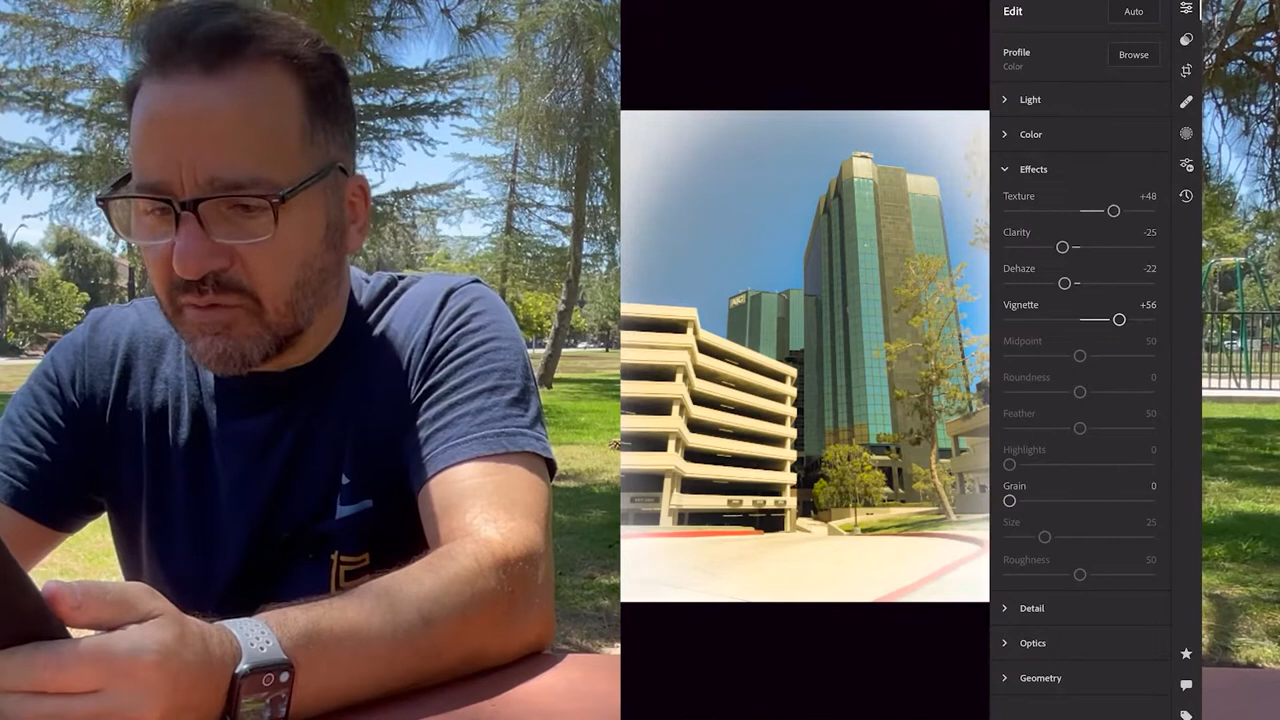 Edit
Auto
Profile
Color
Browse
Light
Color
Effects
Texture +48
Clarity -25
Dehaze -22
Vignette +56
Midpoint 50
Roundness 0
Feather 50
Highlights 0
Grain 0
Size 25
Roughness 50
Detail
Optics
Geometry